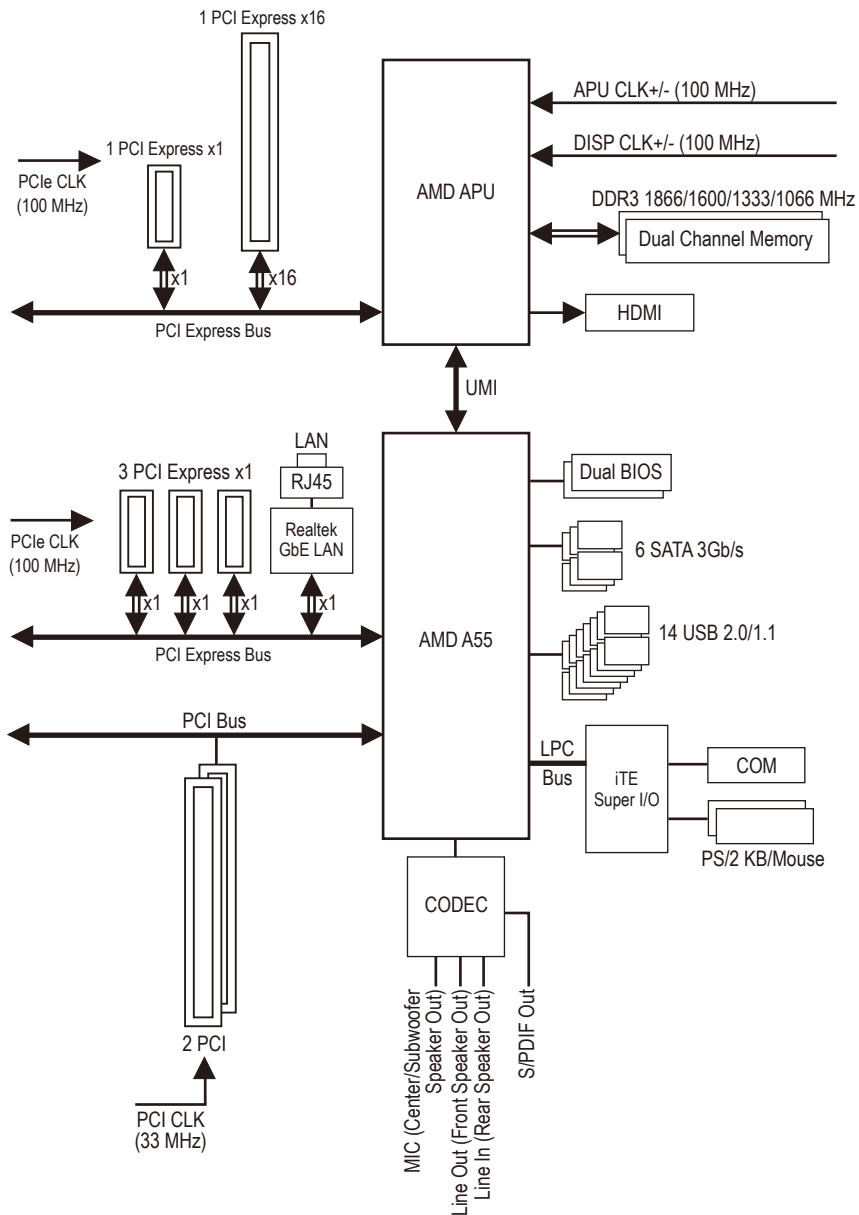 1 PCI Express x16
APU CLK+/- (100 MHz)
DISP CLK+/- (100 MHz)
1 PCI Express x1
PCIe CLK
(100 MHz)
AMD APU
DDR3 1866/1600/1333/1066 MHz
Dual Channel Memory
x1
x16
PCI Express Bus
HDMI
UMI
LAN
RJ45
3 PCI Express x1
Realtek
GbE LAN
PCIe CLK
(100 MHz)
Dual BIOS
6 SATA 3Gb/s
x1
x1
x1
x1
PCI Express Bus
AMD A55
14 USB 2.0/1.1
PCI Bus
LPC
Bus
iTE
Super I/O
COM
PS/2 KB/Mouse
CODEC
2 PCI
PCI CLK
(33 MHz)
MIC (Center/Subwoofer
Speaker Out)
Line Out (Front Speaker Out)
Line In (Rear Speaker Out)
S/PDIF Out